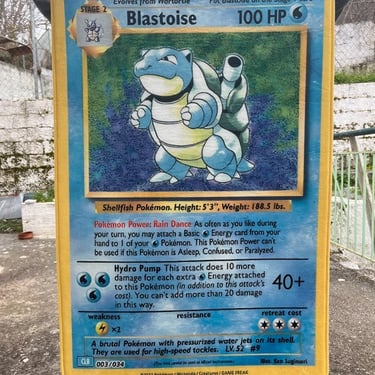 STAGE 2
Evolves from Wartortle
Put Blastoise on the Stage
Blastoise 100 HP
Shellfish Pokémon. Height: 5'3", Weight: 188.5 lbs.
Pokémon Power: Rain Dance As often as you like during
your turn, you may attach a Basic Energy card from your
hand to 1 of your Pokémon. This Pokémon Power can't
be used if this Pokémon is Asleep, Confused, or Paralyzed.
Hydro Pump This attack does 10 more
damage for each extra Energy attached
to this Pokémon (in addition to this attack's
cost). You can't add more than 20 damage
in this way.
40+
weakness resistance retreat cost
×2
A brutal Pokémon with pressurized water jets on its shell.
They are used for high-speed tackles. LV.52 #9
CLB 003/034
Illus. Ken Sugimori